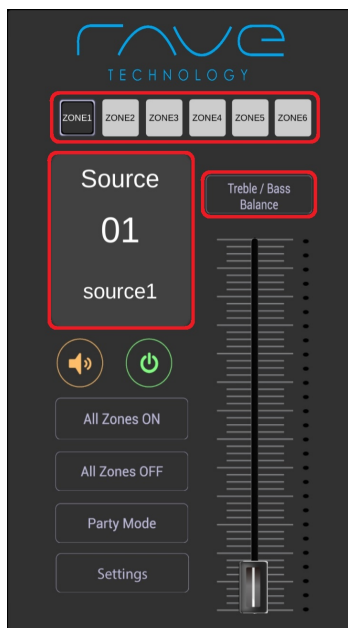 rave
TECHNOLOGY
ZONE1 ZONE2 ZONE3 ZONE4 ZONE5 ZONE6
Source
01
source1
Treble / Bass
Balance
All Zones ON
All Zones OFF
Party Mode
Settings